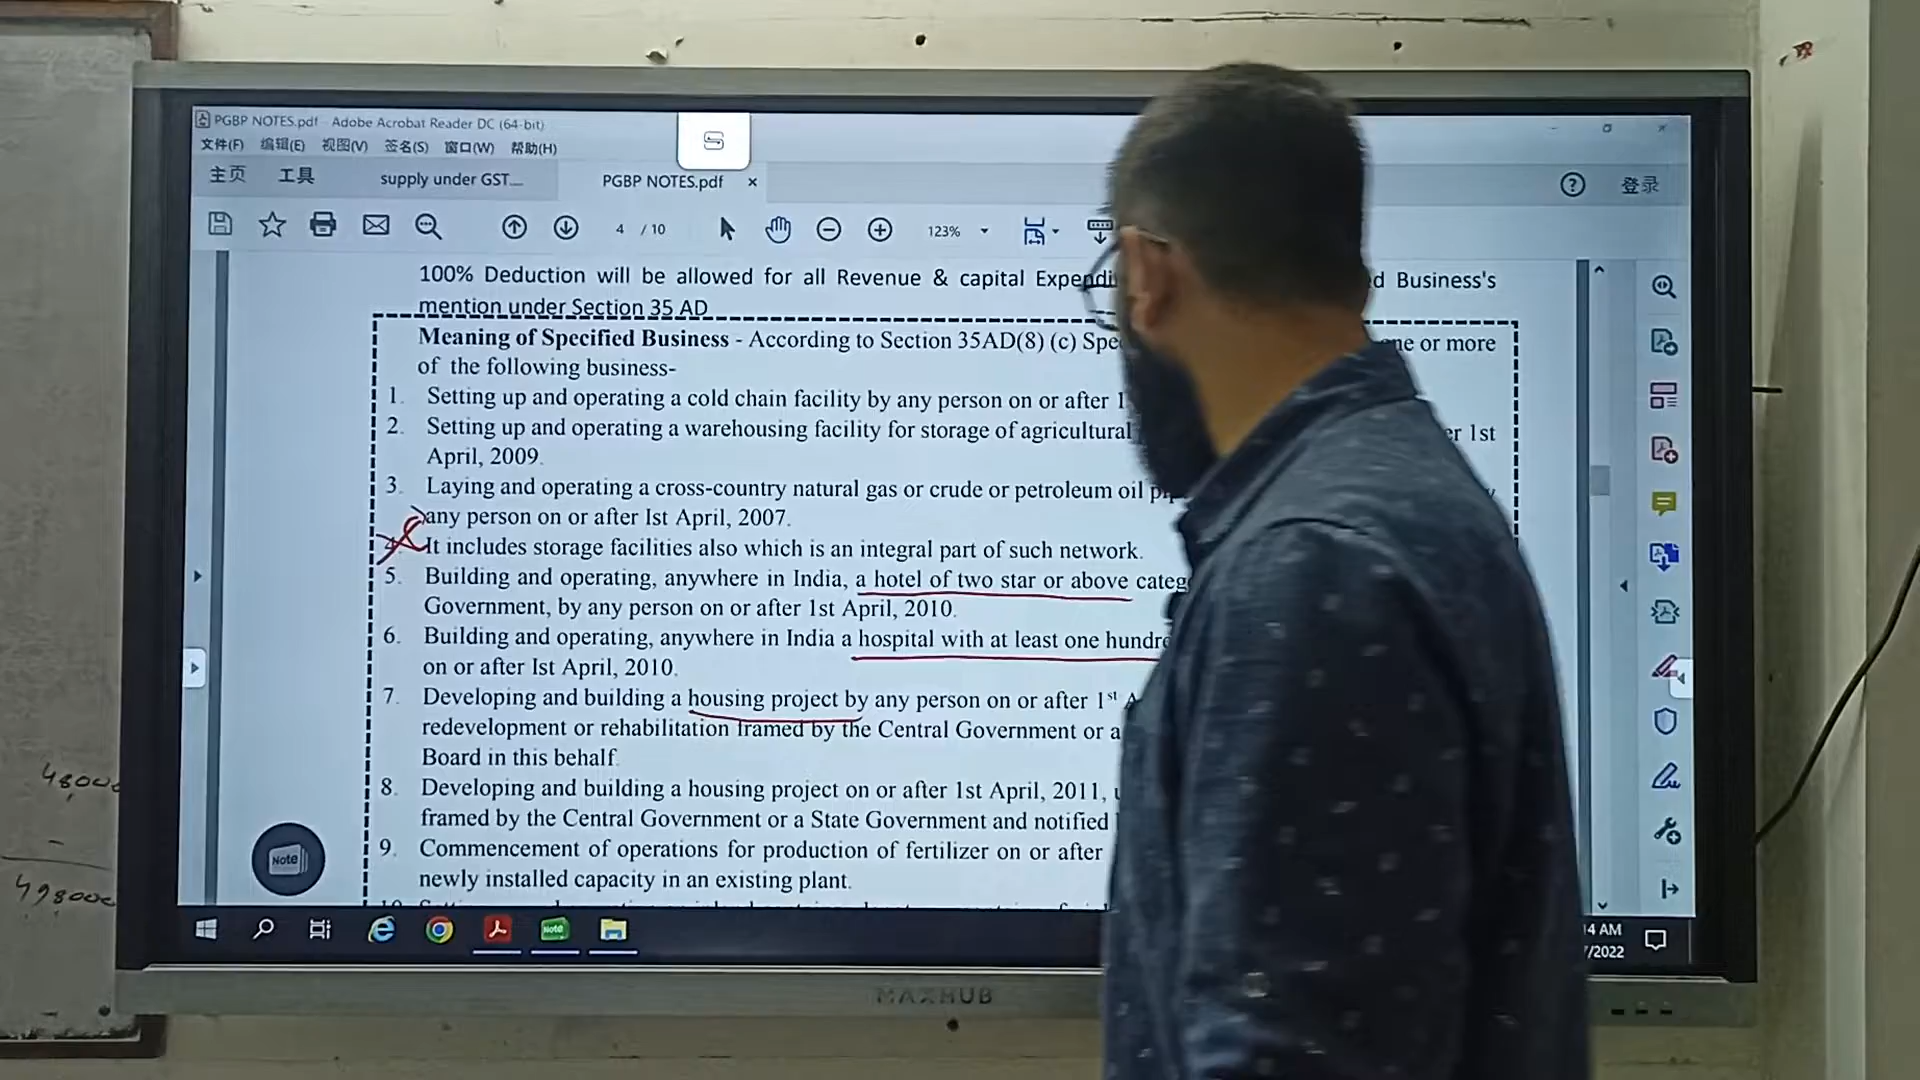 PGBP NOTES.pdf - Adobe Acrobat Reader DC (64-bit)
文件(F) 编辑(E) 视图(V) 签名(S) 窗口(W) 帮助(H)
主页 工具 supply under GST.... PGBP NOTES.pdf × ? 登录
4 / 10 123%
100% Deduction will be allowed for all Revenue & capital Business's
mention under Section 35 AD
Meaning of Specified Business - According to Section 35AD(8) (c) one or more
of the following business-
1. Setting up and operating a cold chain facility by any person on or after
2. Setting up and operating a warehousing facility for storage of agricultural 1st
April, 2009.
3. Laying and operating a cross-country natural gas or crude or petroleum oil
any person on or after Ist April, 2007.
4. It includes storage facilities also which is an integral part of such network.
5. Building and operating, anywhere in India, a hotel of two star or above
Government, by any person on or after 1st April, 2010.
6. Building and operating, anywhere in India a hospital with at least one
on or after Ist April, 2010.
7. Developing and building a housing project by any person on or after 1st
redevelopment or rehabilitation framed by the Central Government or a
Board in this behalf.
8. Developing and building a housing project on or after 1st April, 2011,
framed by the Central Government or a State Government and notified
9. Commencement of operations for production of fertilizer on or after
newly installed capacity in an existing plant.
Note
48000
498000
Note
4 AM
/2022
MAXHUB